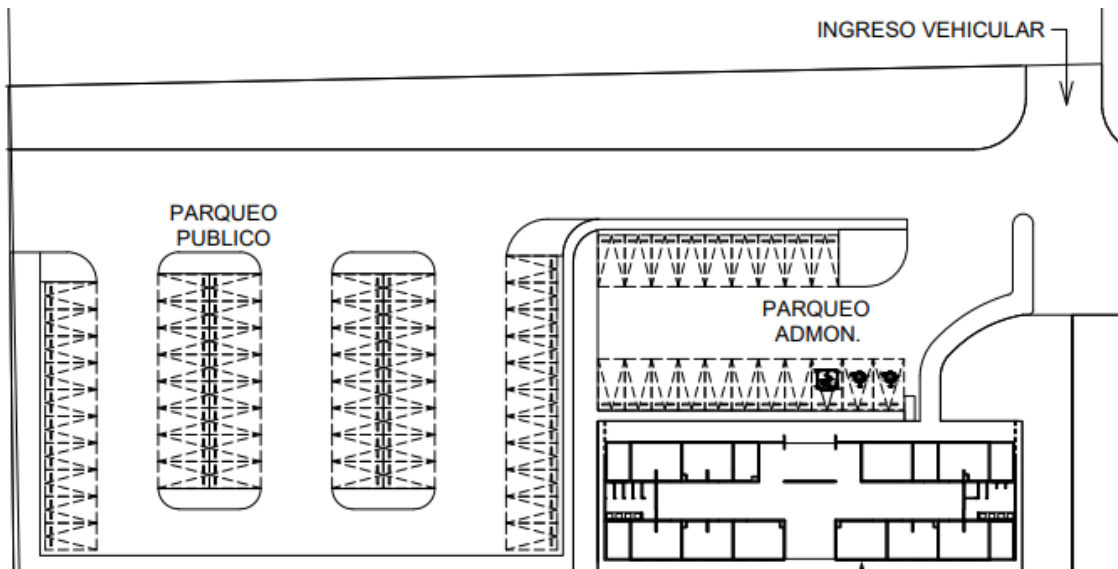 INGRESO VEHICULAR
PARQUEO
PUBLICO
PARQUEO
ADMON.